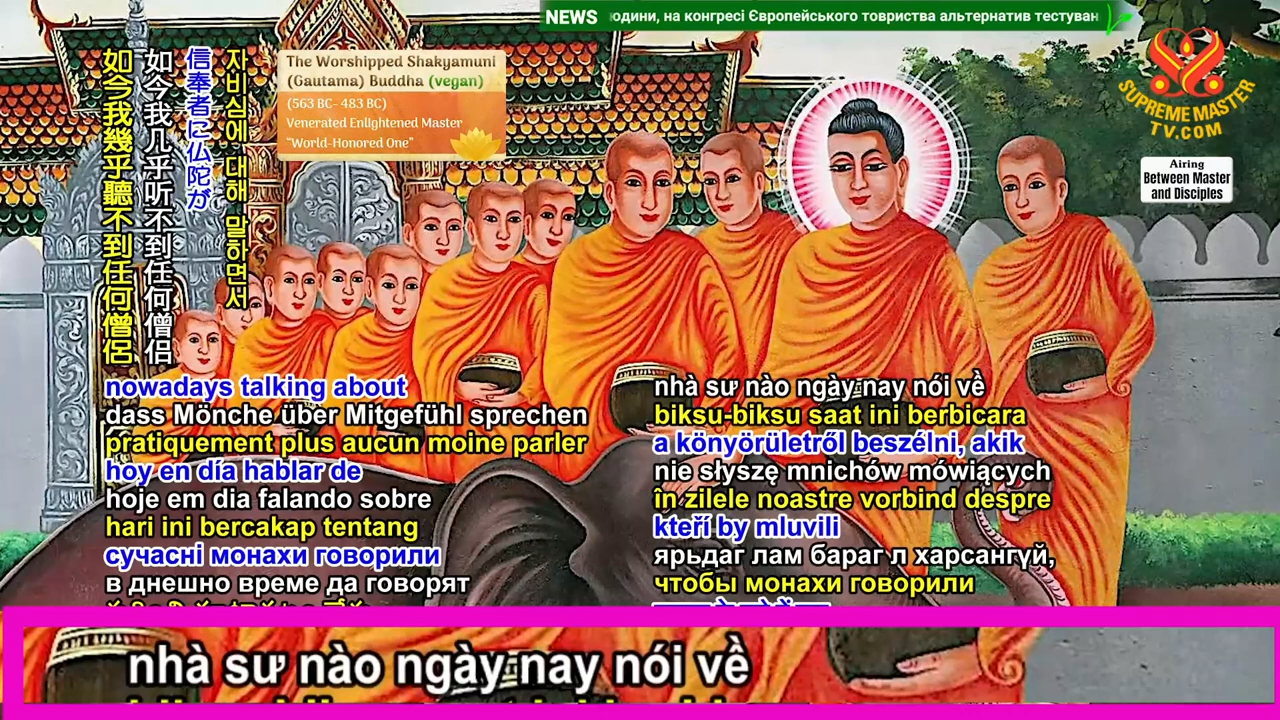 NEWS
юдини, на конгресі Європейського товриства альтернатив тестуван
SUPREME MASTER
TV.COM
Airing
Between Master
and Disciples
The Worshipped Shakyamuni
(Gautama) Buddha (vegan)
(563 BC- 483 BC)
Venerated Enlightened Master
"World-Honored One"
자비심에 대해 말하면서
信奉者に仏陀が
如今我几乎听不到任何僧侣
如今我幾乎聽不到任何僧侶
nowadays talking about
dass Mönche über Mitgefühl sprechen
pratiquement plus aucun moine parler
hoy en día hablar de
hoje em dia falando sobre
hari ini bercakap tentang
сучасні монахи говорили
в днешно време да говорят
nhà sư nào ngày nay nói về
biksu-biksu saat ini berbicara
a könyörületről beszélni, akik
nie słyszę mnichów mówiących
în zilele noastre vorbind despre
kteří by mluvili
ярьдаг лам бараг л харсангүй,
чтобы монахи говорили
nhà sư nào ngày nay nói về